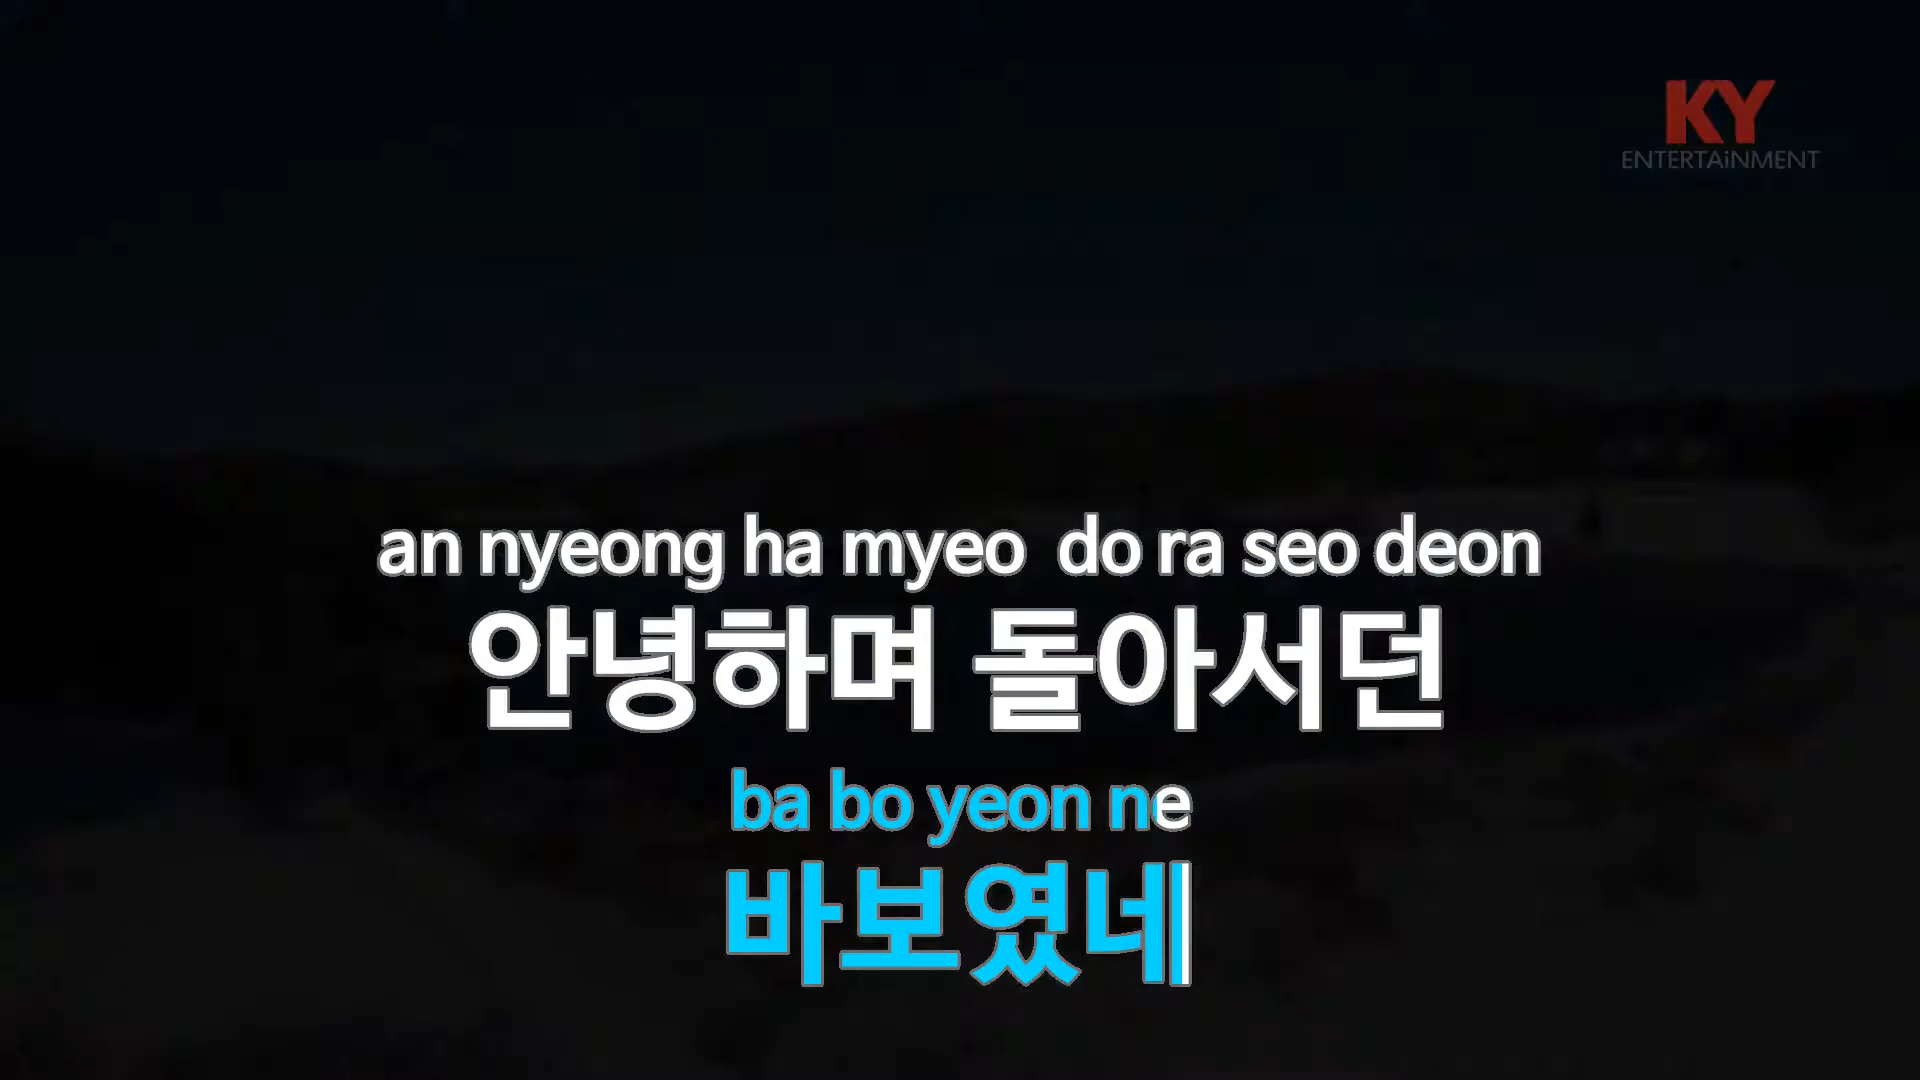 KY
ENTERTAiNMENT
an nyeong ha myeo do ra seo deon
안녕하며 돌아서던
ba bo yeon ne
바보였네